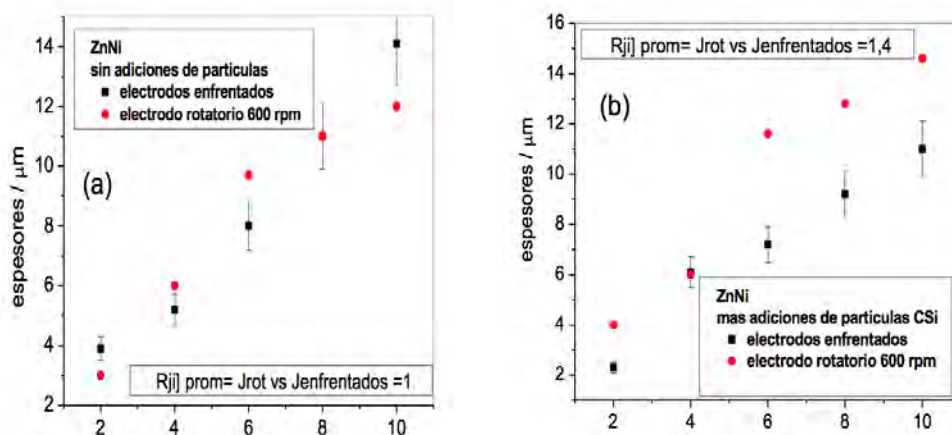 ZnNi
sin adiciones de particulas
electrodos enfrentados
electrodo rotatorio 600 rpm
(a)
espesores / μm
14
12
10
8
6
4
2
Rji] prom= Jrot vs Jenfrentados =1
2 4 6 8 10
Rji] prom= Jrot vs Jenfrentados =1,4
(b)
espesores / μm
16
14
12
10
8
6
4
2
ZnNi
mas adiciones de particulas CSi
electrodos enfrentados
electrodo rotatorio 600 rpm
2 4 6 8 10